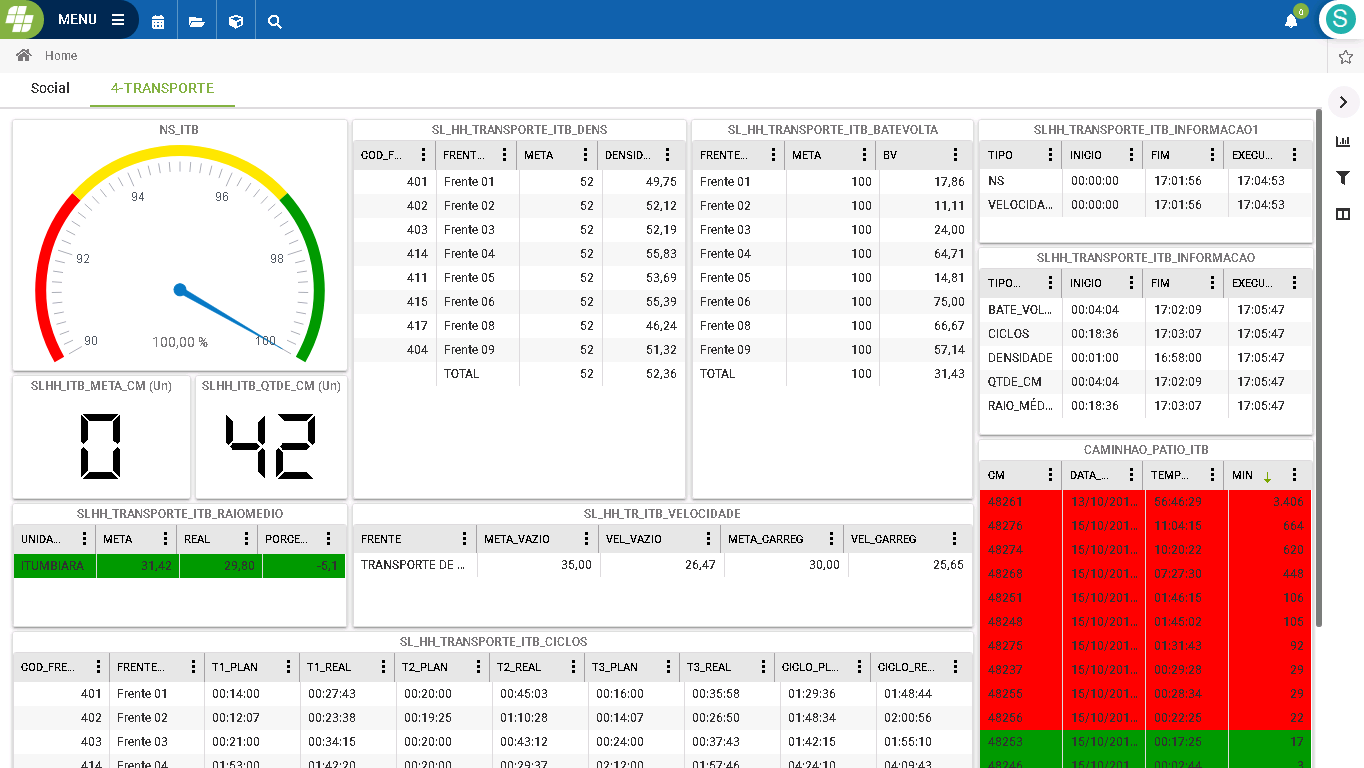 MENU
0
S
Home
Social 4-TRANSPORTE
NS_ITB
94 96
92 98
90 100,00 % 100
SLHH_ITB_META_CM (Un)
0
SLHH_ITB_QTDE_CM (Un)
42
SL_HH_TRANSPORTE_ITB_DENS
COD_F... FRENT... META DENSID...
401 Frente 01 52 49,75
402 Frente 02 52 52,12
403 Frente 03 52 52,19
414 Frente 04 52 55,83
411 Frente 05 52 53,69
415 Frente 06 52 55,39
417 Frente 08 52 46,24
404 Frente 09 52 51,32
TOTAL 52 52,36
SL_HH_TRANSPORTE_ITB_BATEVOLTA
FRENTE... META BV
Frente 01 100 17,86
Frente 02 100 11,11
Frente 03 100 24,00
Frente 04 100 64,71
Frente 05 100 14,81
Frente 06 100 75,00
Frente 08 100 66,67
Frente 09 100 57,14
TOTAL 100 31,43
SLHH_TRANSPORTE_ITB_INFORMACAO1
TIPO INICIO FIM EXECU...
NS 00:00:00 17:01:56 17:04:53
VELOCIDA... 00:00:00 17:01:56 17:04:53
SLHH_TRANSPORTE_ITB_INFORMACAO
TIPO... INICIO FIM EXECU...
BATE_VOL... 00:04:04 17:02:09 17:05:47
CICLOS 00:18:36 17:03:07 17:05:47
DENSIDADE 00:01:00 16:58:00 17:05:47
QTDE_CM 00:04:04 17:02:09 17:05:47
RAIO_MÉD... 00:18:36 17:03:07 17:05:47
SLHH_TRANSPORTE_ITB_RAIOMEDIO
UNIDA... META REAL PORCE...
ITUMBIARA 31,42 29,80 -5,1
SL_HH_TR_ITB_VELOCIDADE
FRENTE META_VAZIO VEL_VAZIO META_CARREG VEL_CARREG
TRANSPORTE DE ... 35,00 26,47 30,00 25,65
CAMINHAO_PATIO_ITB
CM DATA_... TEMP... MIN
48261 13/10/201... 56:46:29 3.406
48276 15/10/201... 11:04:15 664
48274 15/10/201... 10:20:22 620
48268 15/10/201... 07:27:30 448
48251 15/10/201... 01:46:15 106
48248 15/10/201... 01:45:02 105
48275 15/10/201... 01:31:43 92
48237 15/10/201... 00:29:28 29
48255 15/10/201... 00:28:34 29
48256 15/10/201... 00:22:25 22
48263 15/10/201... 00:17:25 17
48246 15/10/201... 00:02:44 3
SL_HH_TRANSPORTE_ITB_CICLOS
COD_FRE... FRENTE... T1_PLAN T1_REAL T2_PLAN T2_REAL T3_PLAN T3_REAL CICLO_PL... CICLO_RE...
401 Frente 01 00:14:00 00:27:43 00:20:00 00:45:03 00:16:00 00:35:58 01:29:36 01:48:44
402 Frente 02 00:12:07 00:23:38 00:19:25 01:10:28 00:14:07 00:26:50 01:48:34 02:00:56
403 Frente 03 00:21:00 00:34:15 00:20:00 00:43:12 00:24:00 00:37:43 01:42:15 01:55:10
414 Frente 04 01:53:00 01:42:20 00:20:00 00:29:37 02:12:00 01:57:46 04:24:10 04:09:43